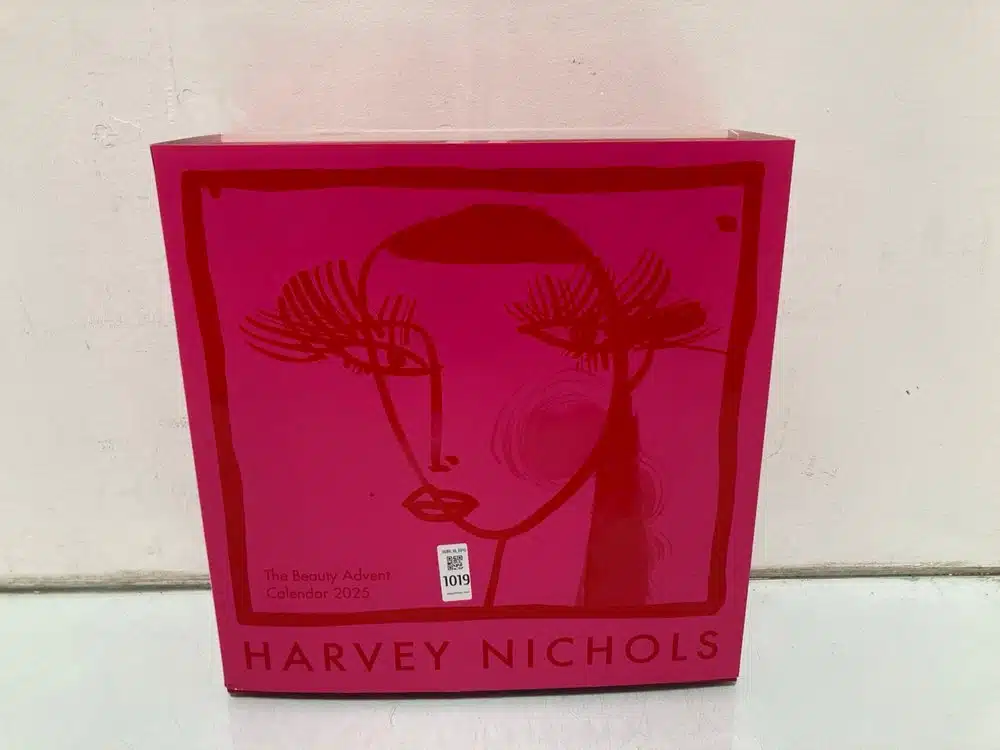 The Beauty Advent
Calendar 2025
1019
HARVEY NICHOLS